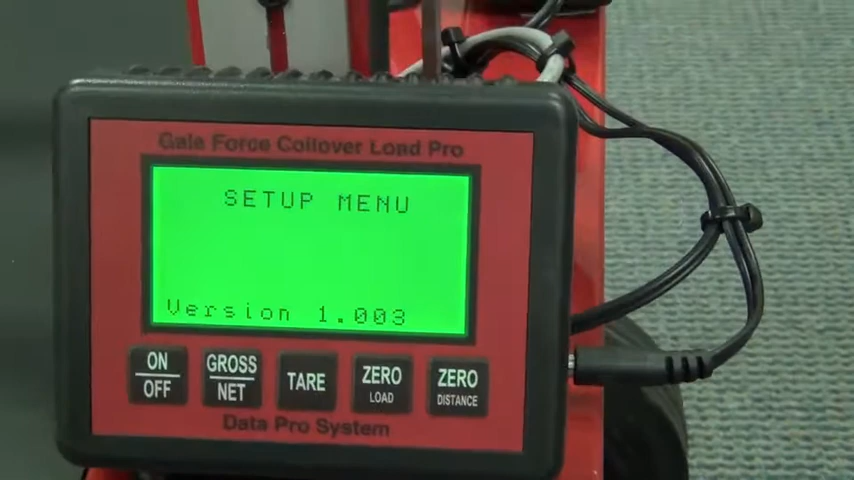 Gale Force Coilover Load Pro
SETUP MENU
Version 1.003
ON OFF
GROSS NET
TARE
ZERO LOAD
ZERO DISTANCE
Data Pro System